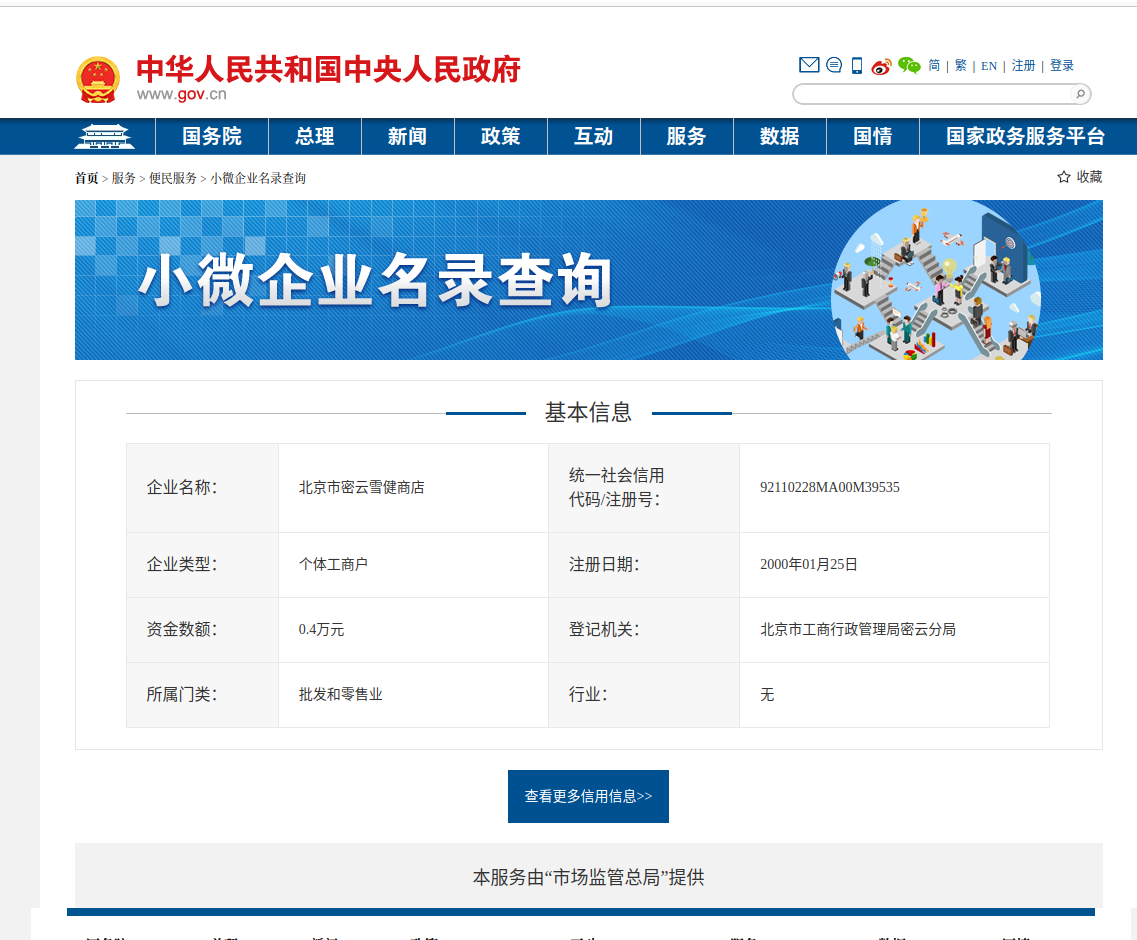 中华人民共和国中央人民政府
www.gov.cn
简 | 繁 | EN | 注册 | 登录
国务院 总理 新闻 政策 互动 服务 数据 国情 国家政务服务平台
首页 > 服务 > 便民服务 > 小微企业名录查询
收藏
小微企业名录查询
基本信息
企业名称： 北京市密云雪健商店 统一社会信用
代码/注册号： 92110228MA00M39535
企业类型： 个体工商户 注册日期： 2000年01月25日
资金数额： 0.4万元 登记机关： 北京市工商行政管理局密云分局
所属门类： 批发和零售业 行业： 无
查看更多信用信息>>
本服务由“市场监管总局”提供